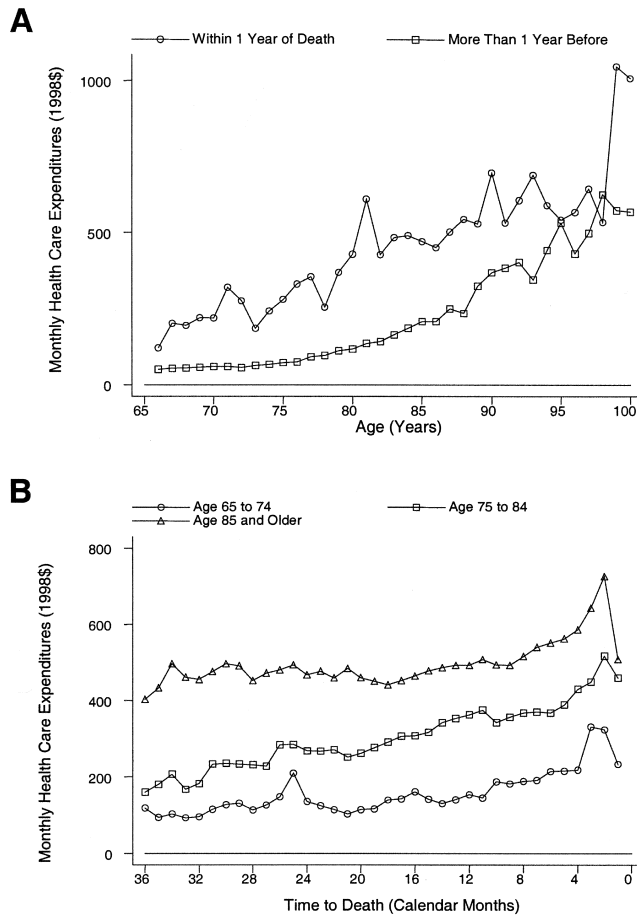 A
Within 1 Year of Death
More Than 1 Year Before
Monthly Health Care Expenditures (1998$)
1000
500
0
65 70 75 80 85 90 95 100
Age (Years)
B
Age 65 to 74
Age 75 to 84
Age 85 and Older
Monthly Health Care Expenditures (1998$)
800
600
400
200
0
36 32 28 24 20 16 12 8 4 0
Time to Death (Calendar Months)